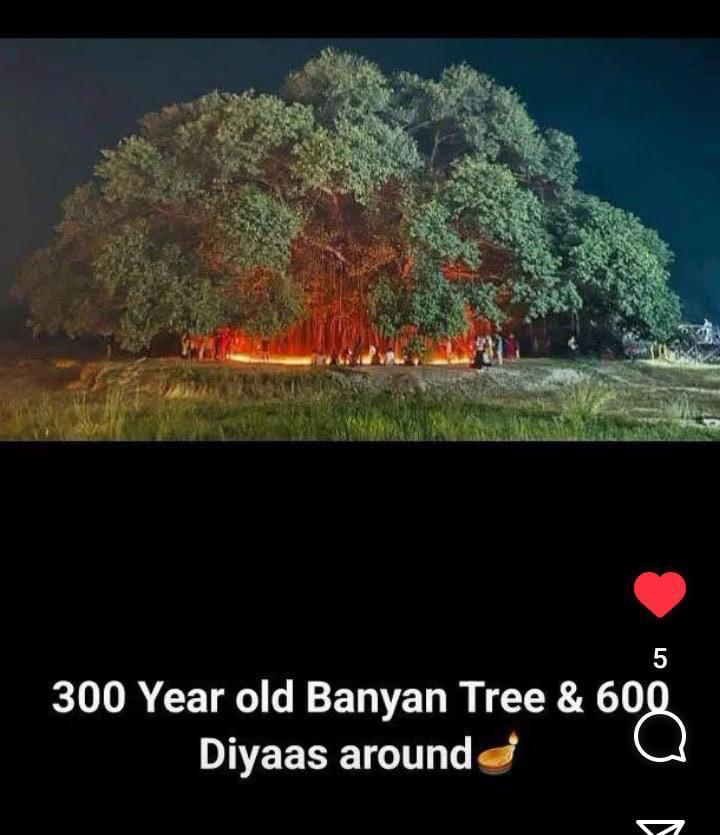 5
300 Year old Banyan Tree & 600
Diyaas around🪔